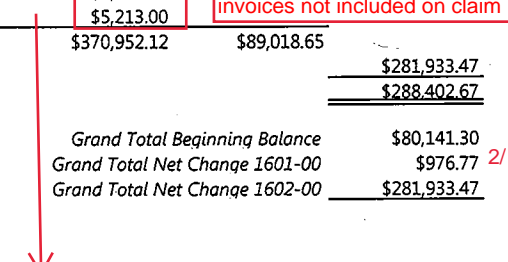 invoices not included on claim
$5,213.00
$370,952.12 $89,018.65
$281,933.47
$288,402.67
Grand Total Beginning Balance $80,141.30
Grand Total Net Change 1601-00 $976.77 2/
Grand Total Net Change 1602-00 $281,933.47